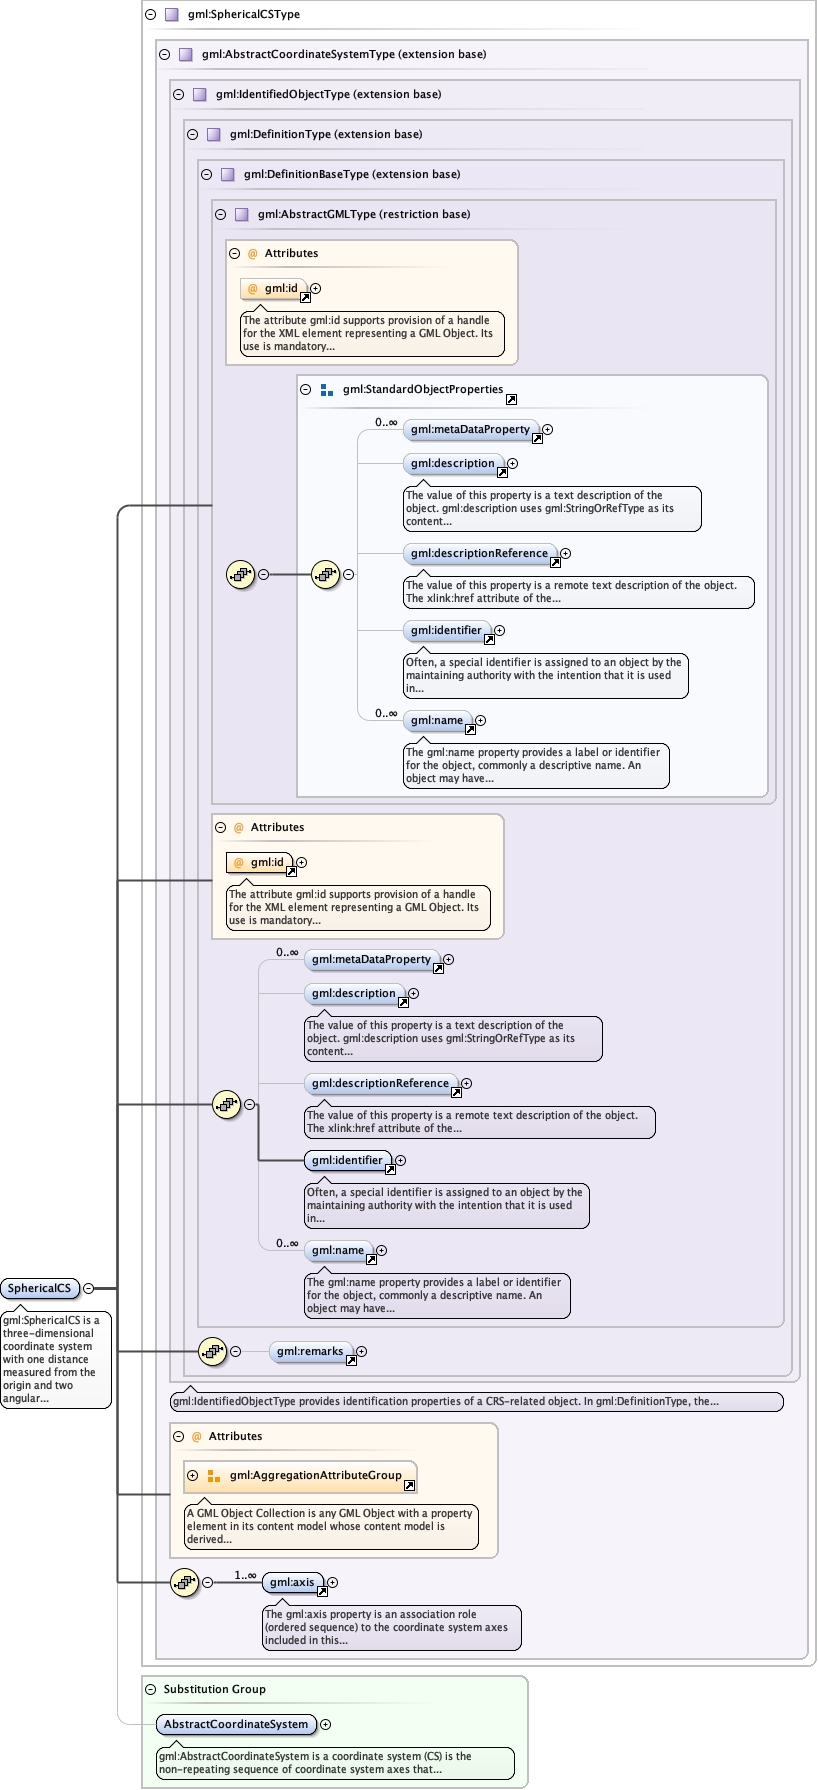 gml:SphericalCSType
gml:AbstractCoordinateSystemType (extension base)
gml:IdentifiedObjectType (extension base)
gml:DefinitionType (extension base)
gml:DefinitionBaseType (extension base)
gml:AbstractGMLType (restriction base)
@ Attributes
@ gml:id
The attribute gml:id supports provision of a handle
for the XML element representing a GML Object. Its
use is mandatory...
gml:StandardObjectProperties
0..∞
gml:metaDataProperty
gml:description
The value of this property is a text description of the
object. gml:description uses gml:StringOrRefType as its
content...
gml:descriptionReference
The value of this property is a remote text description of the object.
The xlink:href attribute of the...
gml:identifier
Often, a special identifier is assigned to an object by the
maintaining authority with the intention that it is used
in...
0..∞
gml:name
The gml:name property provides a label or identifier
for the object, commonly a descriptive name. An
object may have...
@ Attributes
@ gml:id
The attribute gml:id supports provision of a handle
for the XML element representing a GML Object. Its
use is mandatory...
0..∞
gml:metaDataProperty
gml:description
The value of this property is a text description of the
object. gml:description uses gml:StringOrRefType as its
content...
gml:descriptionReference
The value of this property is a remote text description of the object.
The xlink:href attribute of the...
gml:identifier
Often, a special identifier is assigned to an object by the
maintaining authority with the intention that it is used
in...
0..∞
gml:name
The gml:name property provides a label or identifier
for the object, commonly a descriptive name. An
object may have...
SphericalCS
gml:SphericalCS is a
three-dimensional
coordinate system
with one distance
measured from the
origin and two
angular...
gml:remarks
gml:IdentifiedObjectType provides identification properties of a CRS-related object. In gml:DefinitionType, the...
@ Attributes
gml:AggregationAttributeGroup
A GML Object Collection is any GML Object with a property
element in its content model whose content model is
derived...
1..∞
gml:axis
The gml:axis property is an association role
(ordered sequence) to the coordinate system axes
included in this...
Substitution Group
AbstractCoordinateSystem
gml:AbstractCoordinateSystem is a coordinate system (CS) is the
non-repeating sequence of coordinate system axes that...